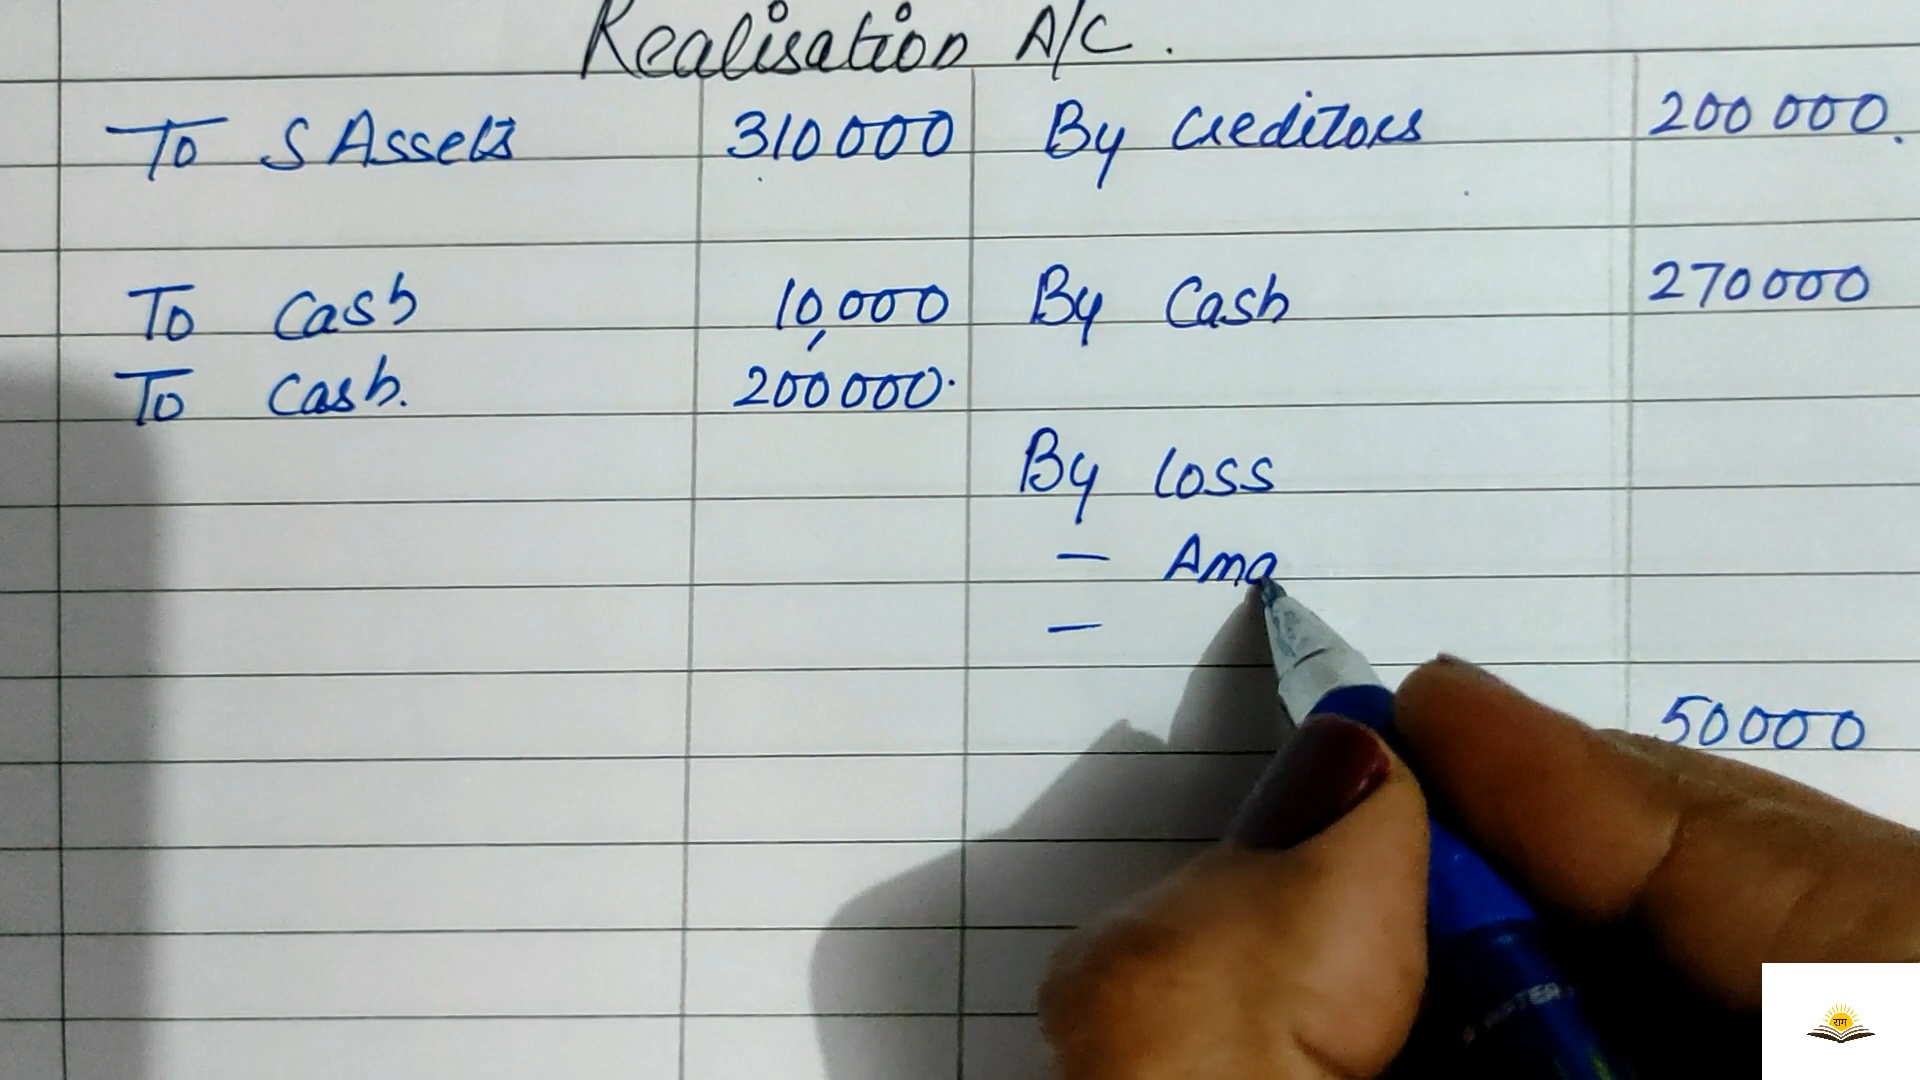 Realisation A/C.
To S Assets 310000 By Creditors 200000.
To Cash 10,000 By Cash 270000
To Cash. 200000.
By loss
- Ama
-
50000
राग